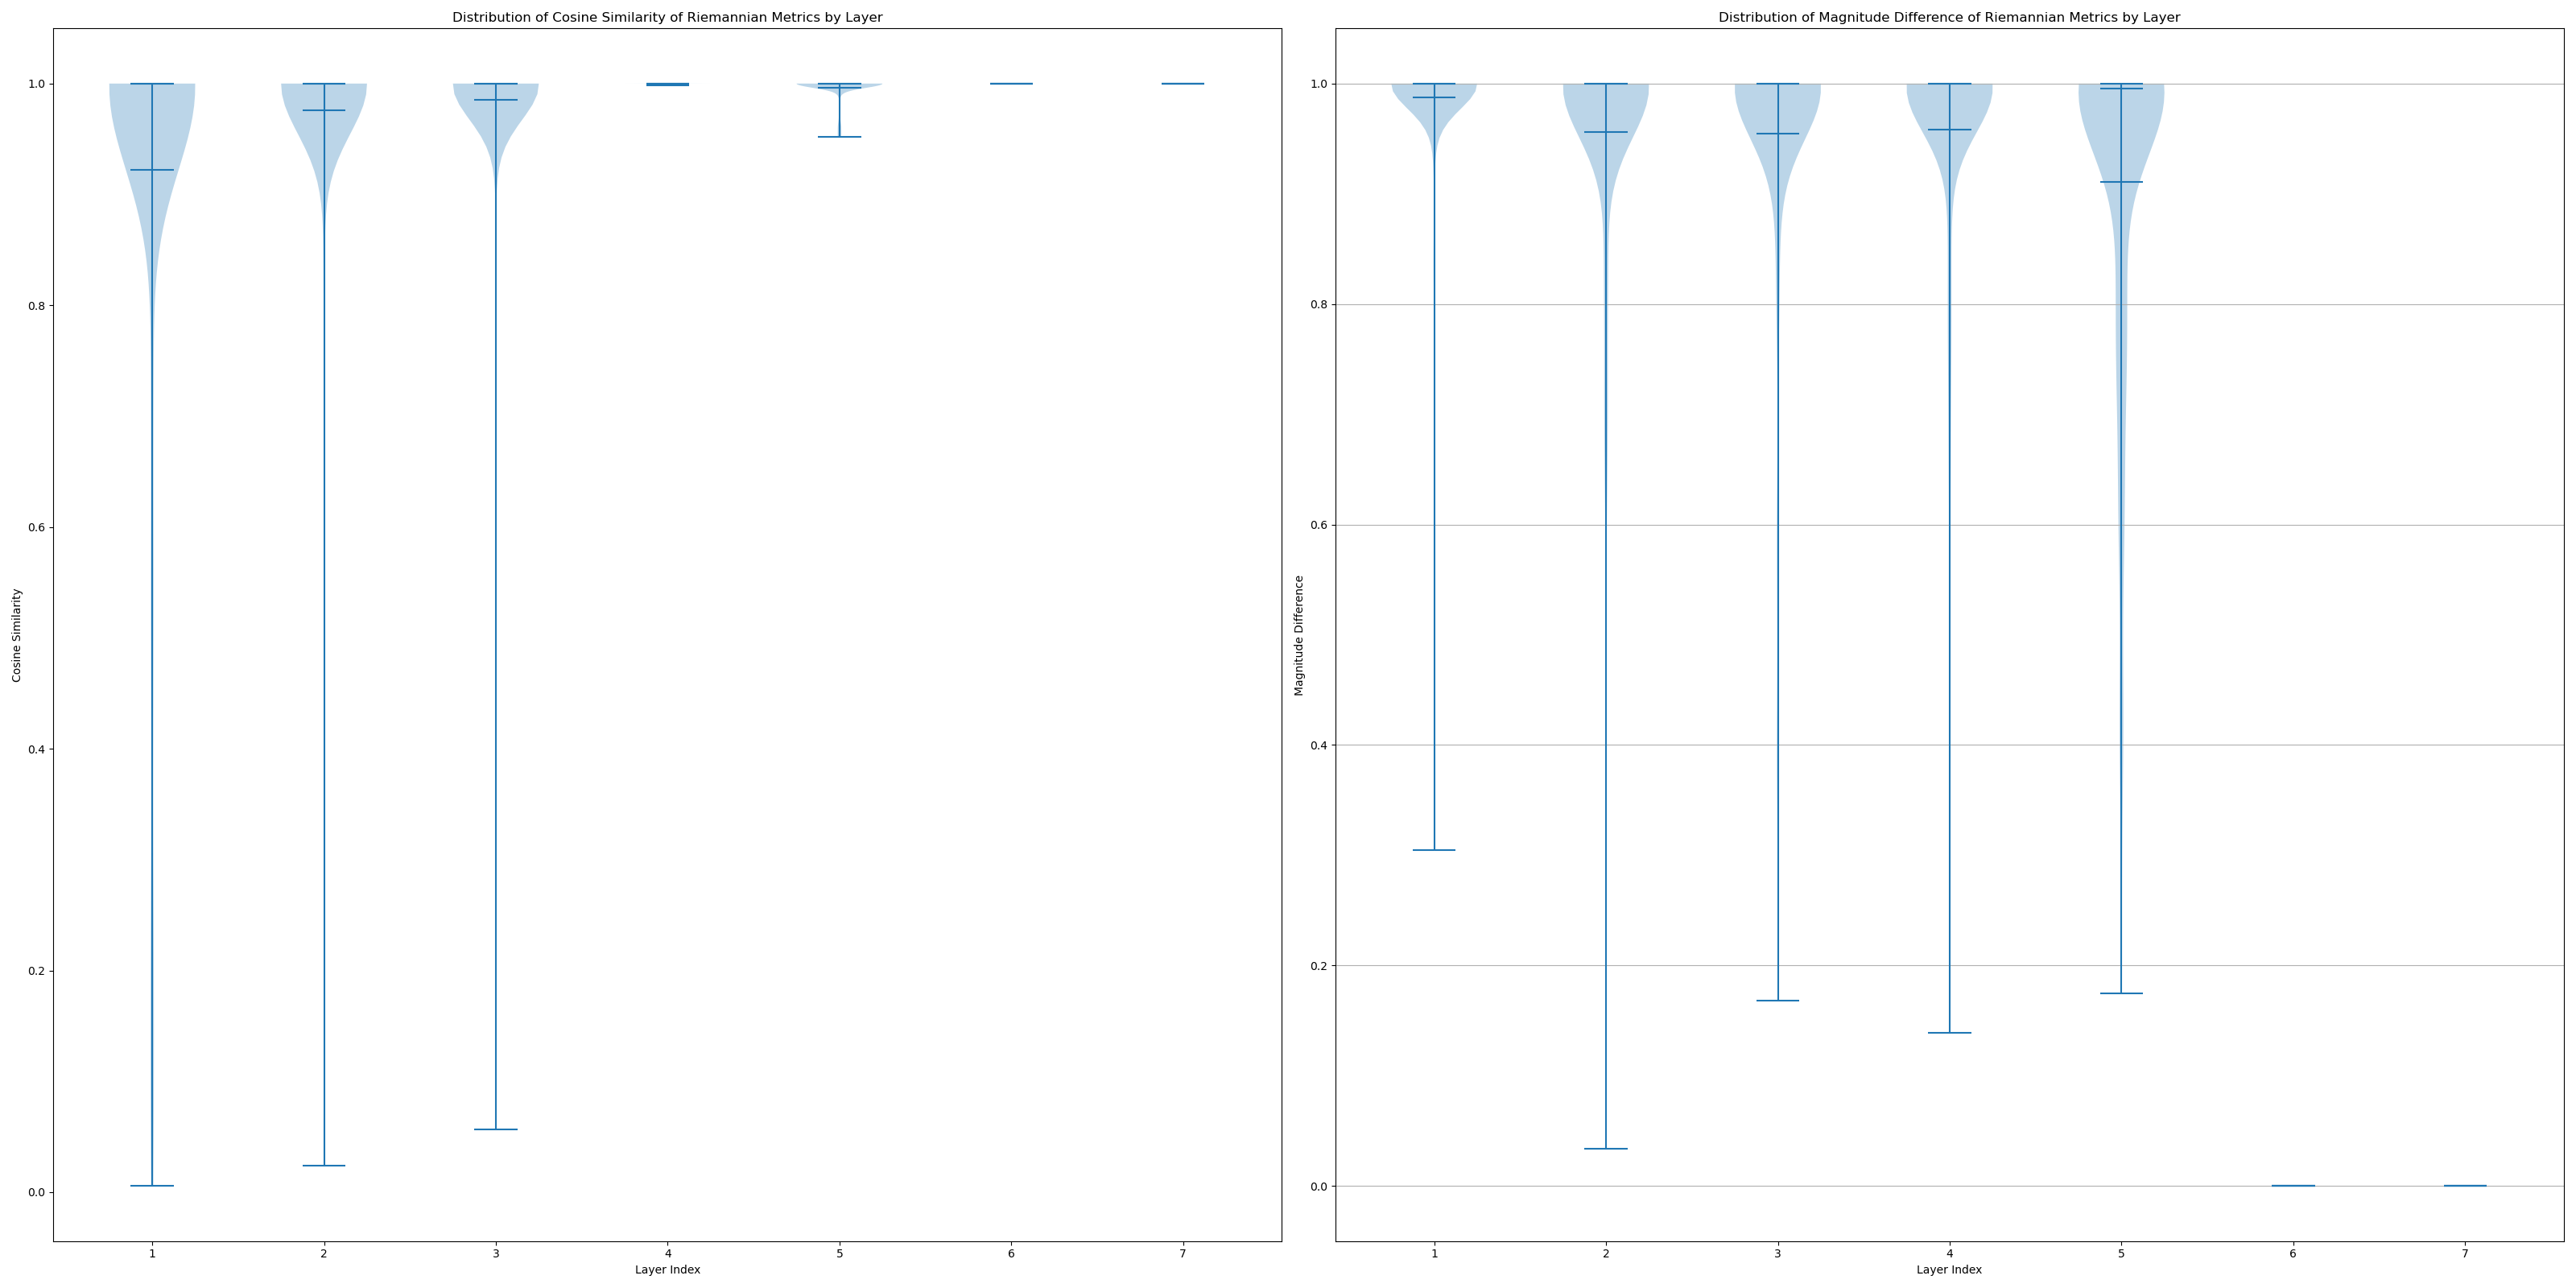 Distribution of Cosine Similarity of Riemannian Metrics by Layer
1.0
0.8
0.6
0.4
0.2
0.0
Cosine Similarity
1 2 3 4 5 6 7
Layer Index
Distribution of Magnitude Difference of Riemannian Metrics by Layer
1.0
0.8
0.6
0.4
0.2
0.0
Magnitude Difference
1 2 3 4 5 6 7
Layer Index